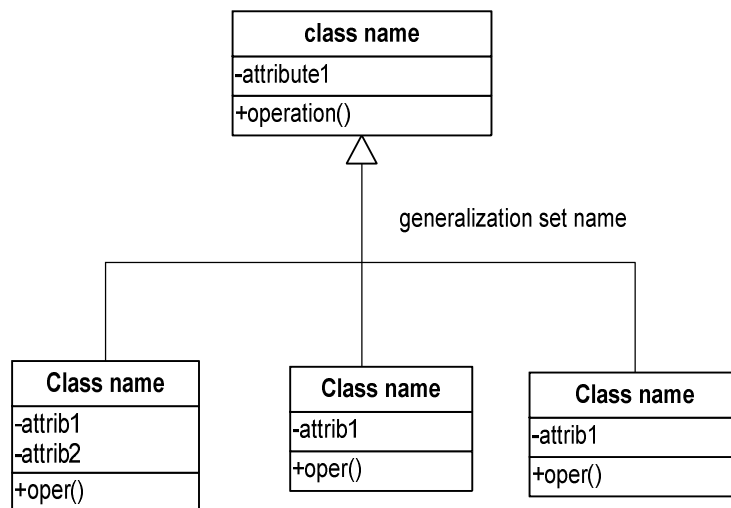 class name
-attribute1
+operation()
generalization set name
Class name
-attrib1
-attrib2
+oper()
Class name
-attrib1
+oper()
Class name
-attrib1
+oper()